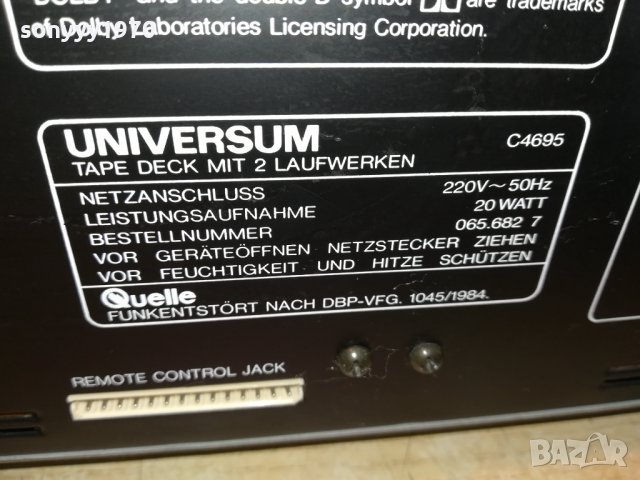 and the double-D symbol are trademarks
of Dolby Laboratories Licensing Corporation.
sonyyy1976
UNIVERSUM C4695
TAPE DECK MIT 2 LAUFWERKEN
NETZANSCHLUSS 220V~50Hz
LEISTUNGSAUFNAHME 20 WATT
BESTELLNUMMER 065.682 7
VOR GERÄTEÖFFNEN NETZSTECKER ZIEHEN
VOR FEUCHTIGKEIT UND HITZE SCHÜTZEN
Quelle
FUNKENTSTÖRT NACH DBP-VFG. 1045/1984.
REMOTE CONTROL JACK
BAZAR